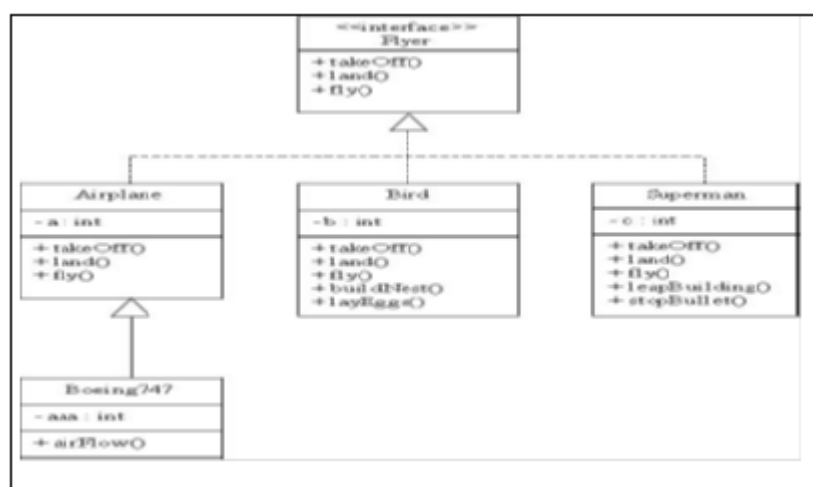 <<interface>>
Flyer
+takeOff()
+land()
+fly()
Airplane
- a : int
+takeOff()
+land()
+fly()
Bird
-b : int
+takeOff()
+land()
+fly()
+buildNest()
+layEggs()
Superman
-c : int
+takeOff()
+land()
+fly()
+leapBuilding()
+stopBullet()
Boeing747
- aaa : int
+airFlow()